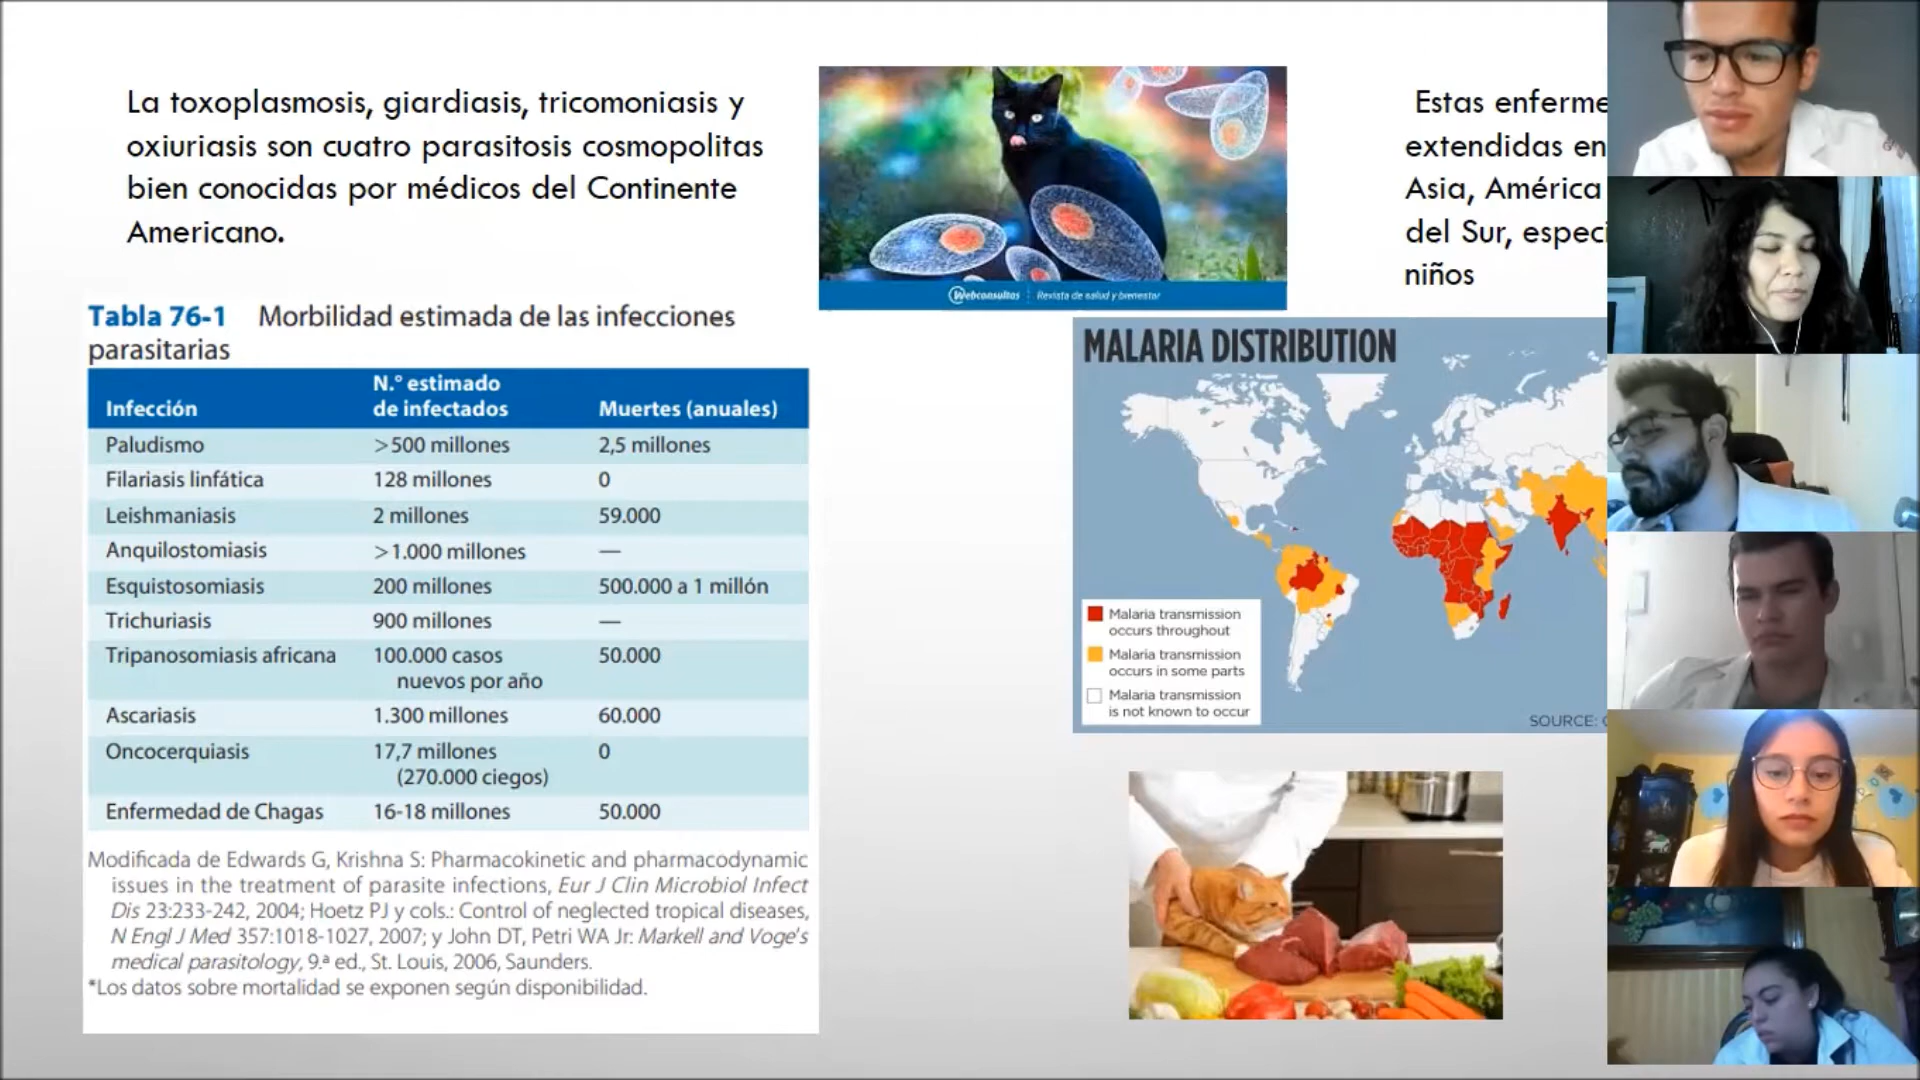 La toxoplasmosis, giardiasis, tricomoniasis y
oxiuriasis son cuatro parasitosis cosmopolitas
bien conocidas por médicos del Continente
Americano.
Webconsultas Revista de salud y bienestar
Estas enferme
extendidas en
Asia, América
del Sur, especi
niños
Tabla 76-1 Morbilidad estimada de las infecciones
parasitarias
Infección N.° estimado de infectados Muertes (anuales)
Paludismo >500 millones 2,5 millones
Filariasis linfática 128 millones 0
Leishmaniasis 2 millones 59.000
Anquilostomiasis >1.000 millones —
Esquistosomiasis 200 millones 500.000 a 1 millón
Trichuriasis 900 millones —
Tripanosomiasis africana 100.000 casos nuevos por año 50.000
Ascariasis 1.300 millones 60.000
Oncocerquiasis 17,7 millones (270.000 ciegos) 0
Enfermedad de Chagas 16-18 millones 50.000
Modificada de Edwards G, Krishna S: Pharmacokinetic and pharmacodynamic
issues in the treatment of parasite infections, Eur J Clin Microbiol Infect
Dis 23:233-242, 2004; Hoetz PJ y cols.: Control of neglected tropical diseases,
N Engl J Med 357:1018-1027, 2007; y John DT, Petri WA Jr: Markell and Voge's
medical parasitology, 9.ª ed., St. Louis, 2006, Saunders.
*Los datos sobre mortalidad se exponen según disponibilidad.
MALARIA DISTRIBUTION
Malaria transmission
occurs throughout
Malaria transmission
occurs in some parts
Malaria transmission
is not known to occur
SOURCE: